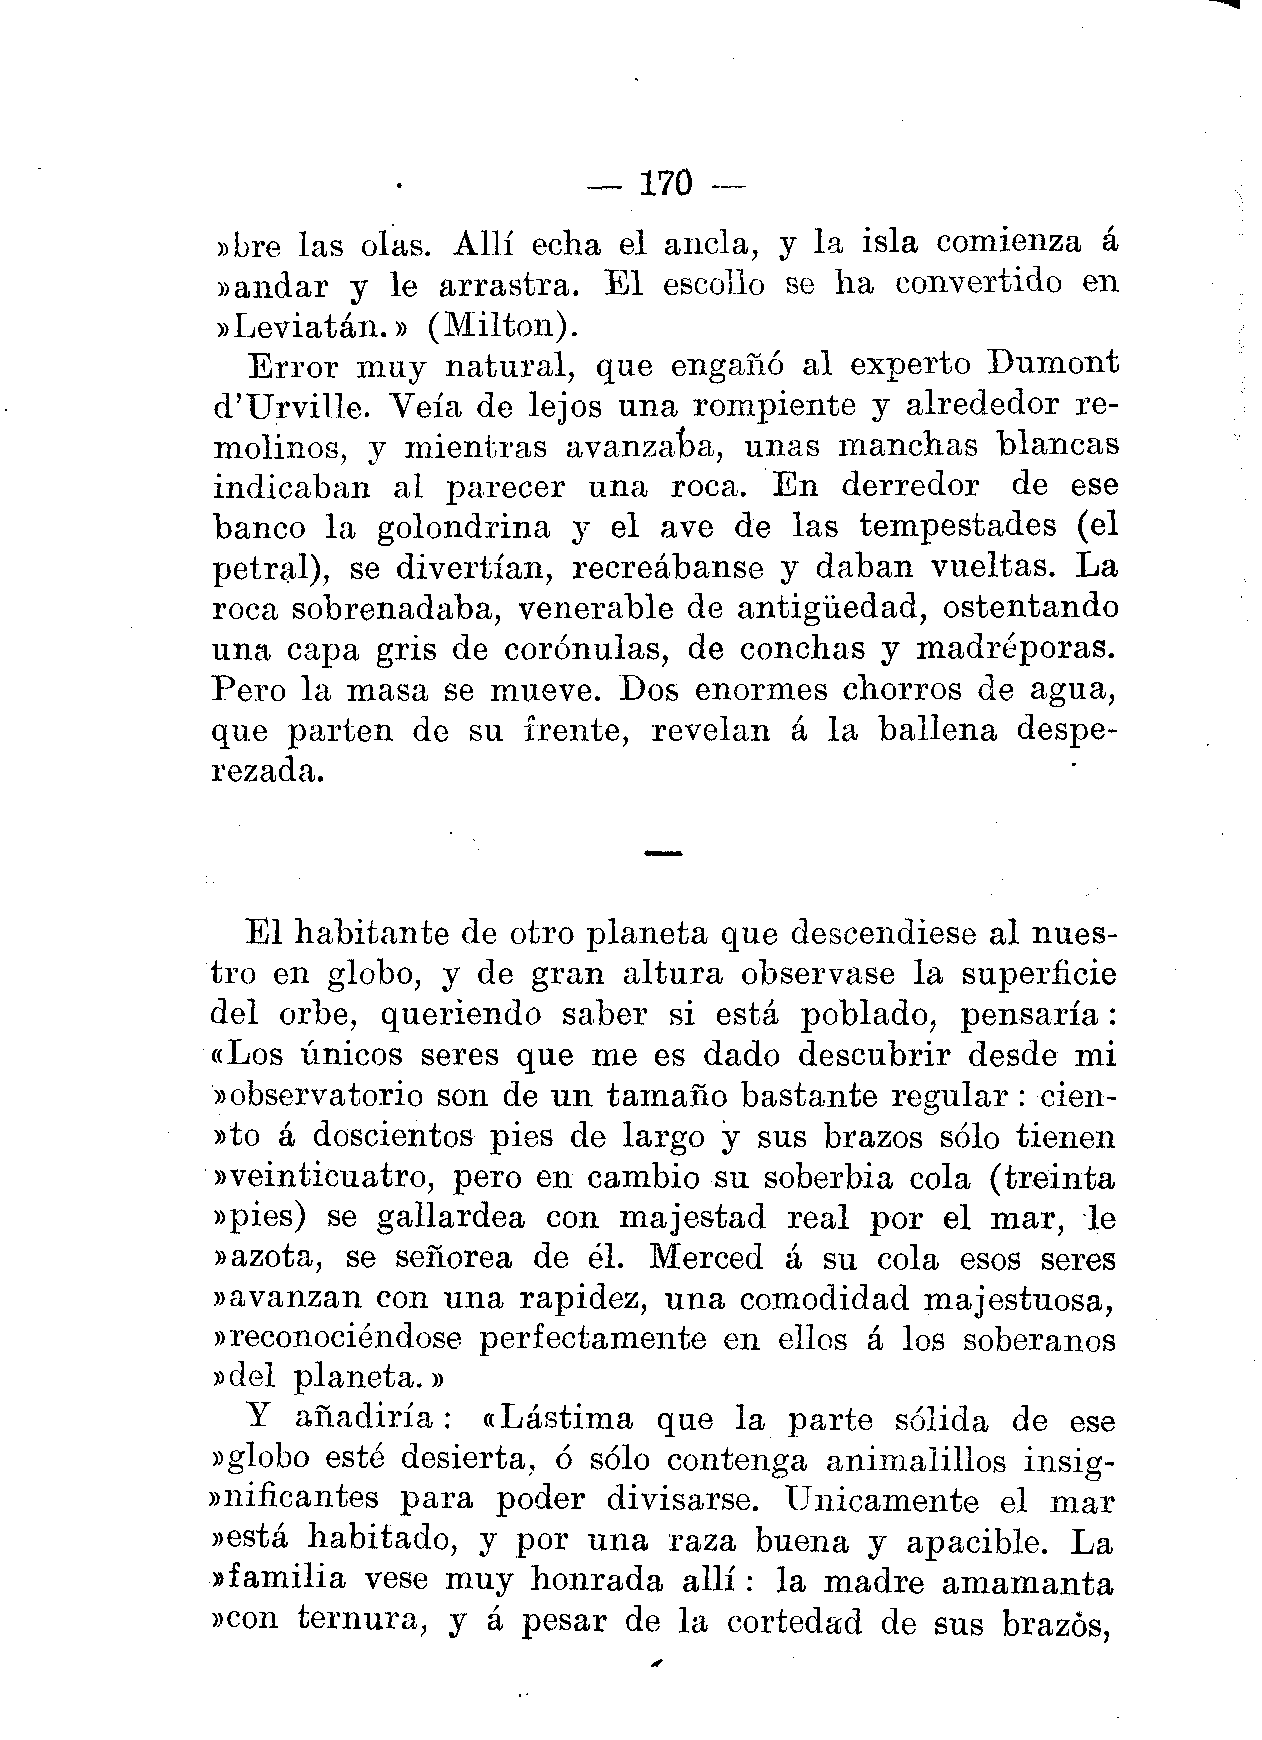 — 170 —
»bre las olas. Allí echa el ancla, y la isla comienza á
»andar y le arrastra. El escollo se ha convertido en
»Leviatán.» (Milton).
Error muy natural, que engañó al experto Dumont
d'Urville. Veía de lejos una rompiente y alrededor re-
molinos, y mientras avanzaba, unas manchas blancas
indicaban al parecer una roca. En derredor de ese
banco la golondrina y el ave de las tempestades (el
petral), se divertían, recreábanse y daban vueltas. La
roca sobrenadaba, venerable de antigüedad, ostentando
una capa gris de corónulas, de conchas y madréporas.
Pero la masa se mueve. Dos enormes chorros de agua,
que parten de su frente, revelan á la ballena despe-
rezada.
—
El habitante de otro planeta que descendiese al nues-
tro en globo, y de gran altura observase la superficie
del orbe, queriendo saber si está poblado, pensaría:
«Los únicos seres que me es dado descubrir desde mi
»observatorio son de un tamaño bastante regular: cien-
»to á doscientos pies de largo y sus brazos sólo tienen
»veinticuatro, pero en cambio su soberbia cola (treinta
»pies) se gallardea con majestad real por el mar, le
»azota, se señorea de él. Merced á su cola esos seres
»avanzan con una rapidez, una comodidad majestuosa,
»reconociéndose perfectamente en ellos á los soberanos
»del planeta.»
Y añadiría: «Lástima que la parte sólida de ese
»globo esté desierta, ó sólo contenga animalillos insig-
»nificantes para poder divisarse. Unicamente el mar
»está habitado, y por una raza buena y apacible. La
»familia vese muy honrada allí: la madre amamanta
»con ternura, y á pesar de la cortedad de sus brazos,